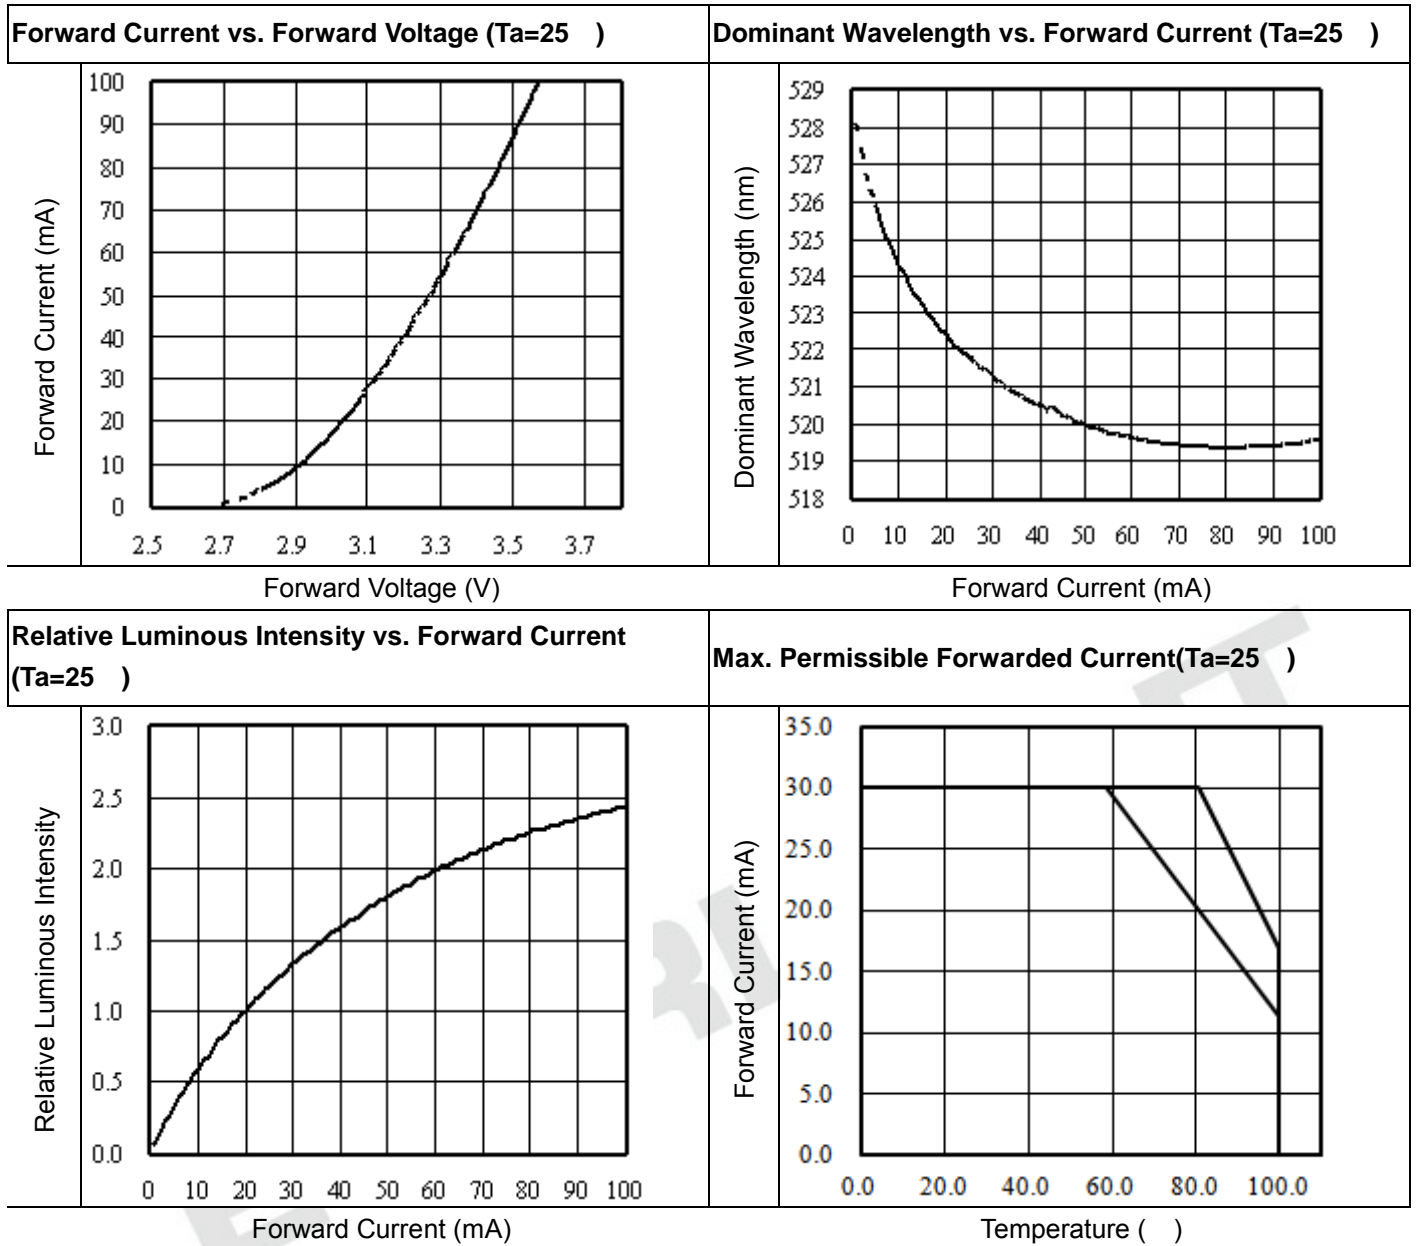 Forward Current vs. Forward Voltage (Ta=25 )
Forward Current (mA)
100
90
80
70
60
50
40
30
20
10
0
2.5 2.7 2.9 3.1 3.3 3.5 3.7
Forward Voltage (V)
Dominant Wavelength vs. Forward Current (Ta=25 )
Dominant Wavelength (nm)
529
528
527
526
525
524
523
522
521
520
519
518
0 10 20 30 40 50 60 70 80 90 100
Forward Current (mA)
Relative Luminous Intensity vs. Forward Current
(Ta=25 )
Relative Luminous Intensity
3.0
2.5
2.0
1.5
1.0
0.5
0.0
0 10 20 30 40 50 60 70 80 90 100
Forward Current (mA)
Max. Permissible Forwarded Current(Ta=25 )
Forward Current (mA)
35.0
30.0
25.0
20.0
15.0
10.0
5.0
0.0
0.0 20.0 40.0 60.0 80.0 100.0
Temperature ( )